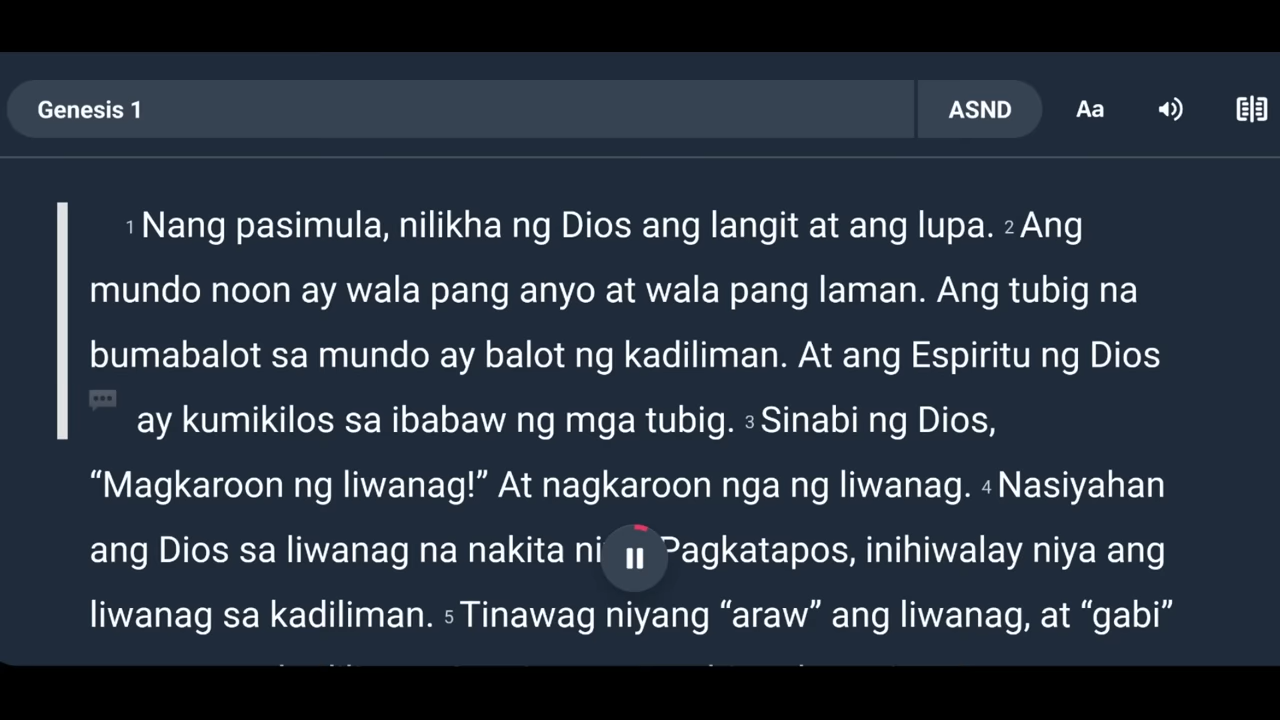 Genesis 1
ASND
Aa
1 Nang pasimula, nilikha ng Dios ang langit at ang lupa. 2 Ang
mundo noon ay wala pang anyo at wala pang laman. Ang tubig na
bumabalot sa mundo ay balot ng kadiliman. At ang Espiritu ng Dios
ay kumikilos sa ibabaw ng mga tubig. 3 Sinabi ng Dios,
“Magkaroon ng liwanag!” At nagkaroon nga ng liwanag. 4 Nasiyahan
ang Dios sa liwanag na nakita Pagkatapos, inihiwalay niya ang
liwanag sa kadiliman. 5 Tinawag niyang “araw” ang liwanag, at “gabi”